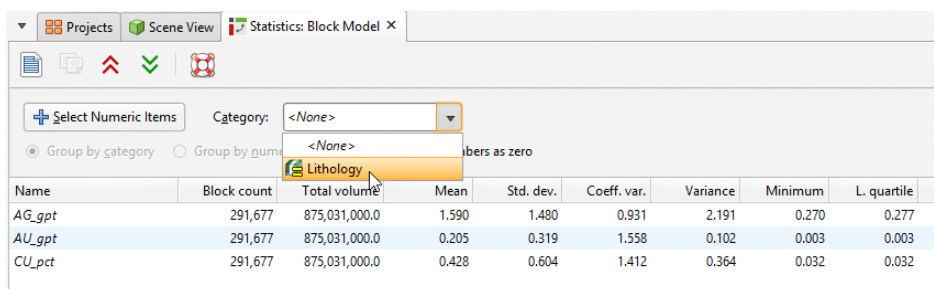 Projects Scene View Statistics: Block Model
Select Numeric Items Category: <None>
<None>
Group by category Group by nume bers as zero
Lithology
Name Block count Total volume Mean Std. dev. Coeff. var. Variance Minimum L. quartile
AG_gpt 291,677 875,031,000.0 1.590 1.480 0.931 2.191 0.270 0.277
AU_gpt 291,677 875,031,000.0 0.205 0.319 1.558 0.102 0.003 0.003
CU_pct 291,677 875,031,000.0 0.428 0.604 1.412 0.364 0.032 0.032